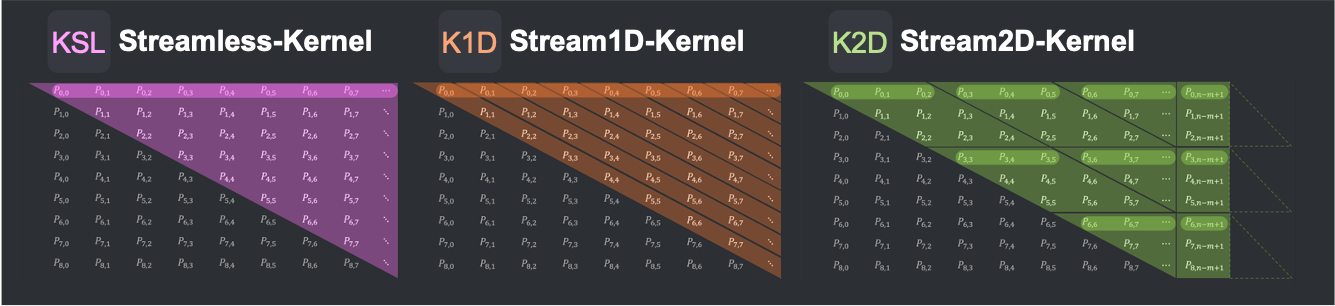 KSL Streamless-Kernel
P0,0 P0,1 P0,2 P0,3 P0,4 P0,5 P0,6 P0,7 ⋯
P1,0 P1,1 P1,2 P1,3 P1,4 P1,5 P1,6 P1,7 ⋱
P2,0 P2,1 P2,2 P2,3 P2,4 P2,5 P2,6 P2,7
P3,0 P3,1 P3,2 P3,3 P3,4 P3,5 P3,6 P3,7 ⋱
P4,0 P4,1 P4,2 P4,3 P4,4 P4,5 P4,6 P4,7 ⋱
P5,0 P5,1 P5,2 P5,3 P5,4 P5,5 P5,6 P5,7 ⋱
P6,0 P6,1 P6,2 P6,3 P6,4 P6,5 P6,6 P6,7 ⋱
P7,0 P7,1 P7,2 P7,3 P7,4 P7,5 P7,6 P7,7 ⋱
P8,0 P8,1 P8,2 P8,3 P8,4 P8,5 P8,6 P8,7 ⋱
K1D Stream1D-Kernel
P0,0 P0,1 P0,2 P0,3 P0,4 P0,5 P0,6 P0,7 ⋯
P1,0 P1,1 P1,2 P1,3 P1,4 P1,5 P1,6 P1,7 ⋱
P2,0 P2,1 P2,2 P2,3 P2,4 P2,5 P2,6 P2,7 ⋱
P3,0 P3,1 P3,2 P3,3 P3,4 P3,5 P3,6 P3,7 ⋱
P4,0 P4,1 P4,2 P4,3 P4,4 P4,5 P4,6 P4,7 ⋱
P5,0 P5,1 P5,2 P5,3 P5,4 P5,5 P5,6 P5,7 ⋱
P6,0 P6,1 P6,2 P6,3 P6,4 P6,5 P6,6 P6,7 ⋱
P7,0 P7,1 P7,2 P7,3 P7,4 P7,5 P7,6 P7,7 ⋱
P8,0 P8,1 P8,2 P8,3 P8,4 P8,5 P8,6 P8,7 ⋱
K2D Stream2D-Kernel
P0,0 P0,1 P0,2 P0,3 P0,4 P0,5 P0,6 P0,7 ⋯ P0,n−m+1
P1,0 P1,1 P1,2 P1,3 P1,4 P1,5 P1,6 P1,7 ⋯ P1,n−m+1
P2,0 P2,1 P2,2 P2,3 P2,4 P2,5 P2,6 P2,7 ⋯ P2,n−m+1
P3,0 P3,1 P3,2 P3,3 P3,4 P3,5 P3,6 P3,7 ⋯ P3,n−m+1
P4,0 P4,1 P4,2 P4,3 P4,4 P4,5 P4,6 P4,7 ⋯ P4,n−m+1
P5,0 P5,1 P5,2 P5,3 P5,4 P5,5 P5,6 P5,7 ⋯ P5,n−m+1
P6,0 P6,1 P6,2 P6,3 P6,4 P6,5 P6,6 P6,7 ⋯ P6,n−m+1
P7,0 P7,1 P7,2 P7,3 P7,4 P7,5 P7,6 P7,7 ⋯ P7,n−m+1
P8,0 P8,1 P8,2 P8,3 P8,4 P8,5 P8,6 P8,7 ⋯ P8,n−m+1